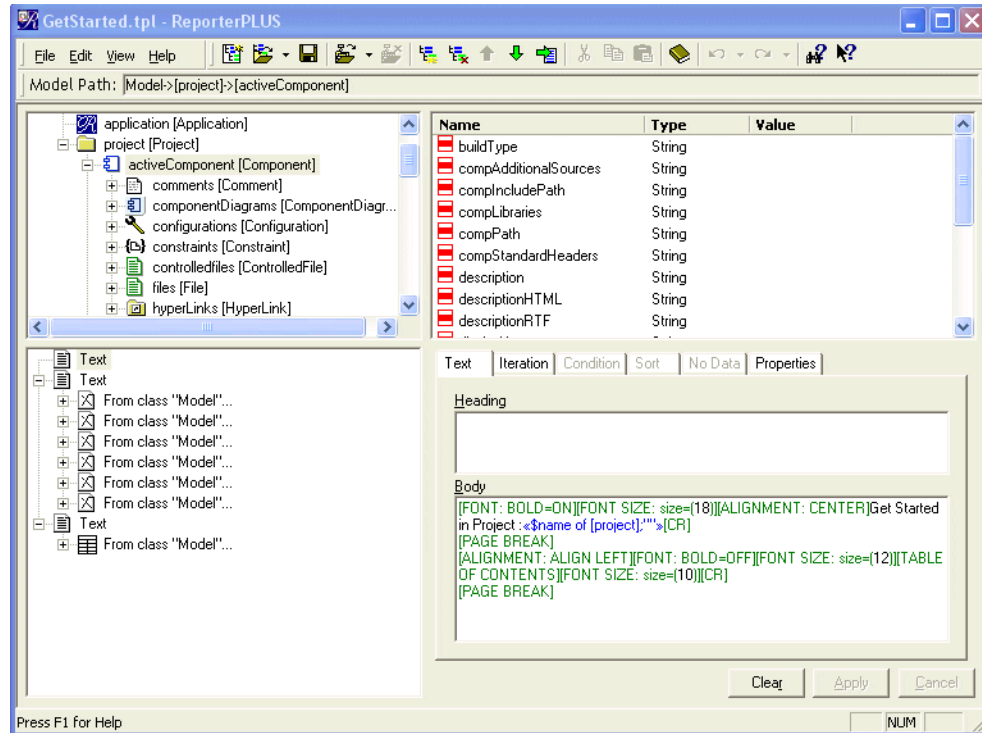 GetStarted.tpl - ReporterPLUS
File Edit View Help
Model Path: Model->[project]->[activeComponent]
application [Application]
project [Project]
activeComponent [Component]
comments [Comment]
componentDiagrams [ComponentDiagr...
configurations [Configuration]
constraints [Constraint]
controlledfiles [ControlledFile]
files [File]
hyperLinks [HyperLink]
Name Type Value
buildType String
compAdditionalSources String
compIncludePath String
compLibraries String
compPath String
compStandardHeaders String
description String
descriptionHTML String
descriptionRTF String
Text
Text
From class "Model"...
From class "Model"...
From class "Model"...
From class "Model"...
From class "Model"...
From class "Model"...
Text
From class "Model"...
Text Iteration Condition Sort No Data Properties
Heading
Body
[FONT: BOLD=ON][FONT SIZE: size=(18)][ALIGNMENT: CENTER]Get Started
in Project :«$name of [project];""»[CR]
[PAGE BREAK]
[ALIGNMENT: ALIGN LEFT][FONT: BOLD=OFF][FONT SIZE: size=(12)][TABLE
OF CONTENTS][FONT SIZE: size=(10)][CR]
[PAGE BREAK]
Clear Apply Cancel
Press F1 for Help NUM